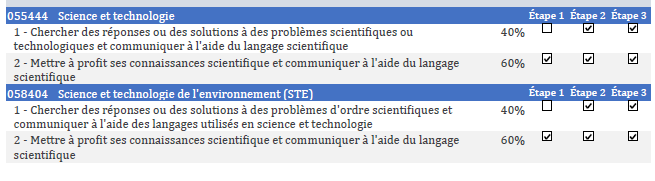 055444 Science et technologie Étape 1 Étape 2 Étape 3
1 - Chercher des réponses ou des solutions à des problèmes scientifiques ou 40%
technologiques et communiquer à l'aide du langage scientifique
2 - Mettre à profit ses connaissances scientifique et communiquer à l'aide du langage 60%
scientifique
058404 Science et technologie de l'environnement (STE) Étape 1 Étape 2 Étape 3
1 - Chercher des réponses ou des solutions à des problèmes d'ordre scientifiques et 40%
communiquer à l'aide des langages utilisés en science et technologie
2 - Mettre à profit ses connaissances scientifique et communiquer à l'aide du langage 60%
scientifique